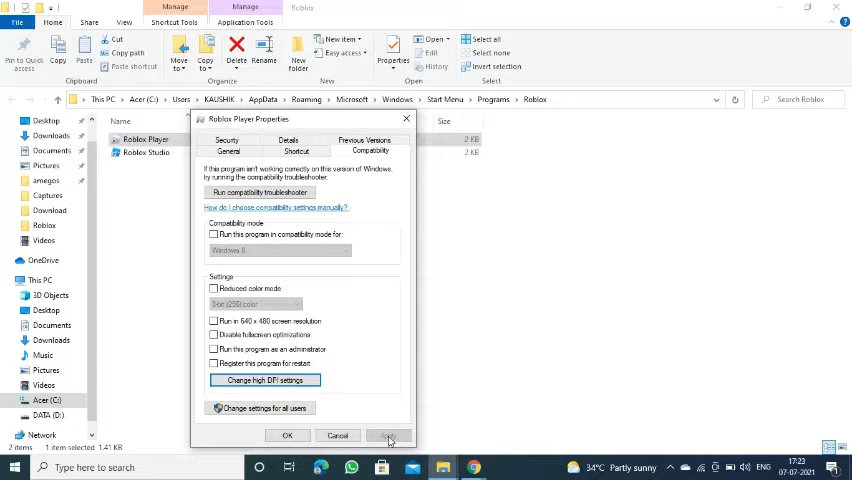 Manage Manage Roblox
File Home Share View Shortcut Tools Application Tools
Pin to Quick access
Copy
Paste
Cut
Copy path
Paste shortcut
Move to
Copy to
Delete
Rename
New folder
New item
Easy access
Properties
Open
Edit
History
Select all
Select none
Invert selection
Clipboard Organize New Open Select
This PC Acer (C:) Users KAUSHIK AppData Roaming Microsoft Windows Start Menu Programs Roblox
Search Roblox
Desktop
Downloads
Documents
Pictures
amegos
Captures
Download
Roblox
Videos
OneDrive
This PC
3D Objects
Desktop
Documents
Downloads
Music
Pictures
Videos
Acer (C:)
DATA (D:)
Network
Name
Size
Roblox Player
2 KB
Roblox Studio
2 KB
Roblox Player Properties
Security Details Previous Versions
General Shortcut Compatibility
If this program isn't working correctly on this version of Windows,
try running the compatibility troubleshooter.
Run compatibility troubleshooter
How do I choose compatibility settings manually?
Compatibility mode
Run this program in compatibility mode for:
Windows 8
Settings
Reduced color mode
8-bit (256) color
Run in 640 x 480 screen resolution
Disable fullscreen optimizations
Run this program as an administrator
Register this program for restart
Change high DPI settings
Change settings for all users
OK Cancel Apply
2 items 1 item selected 1.41 KB
Type here to search
34°C Partly sunny
ENG
17:23
07-07-2021